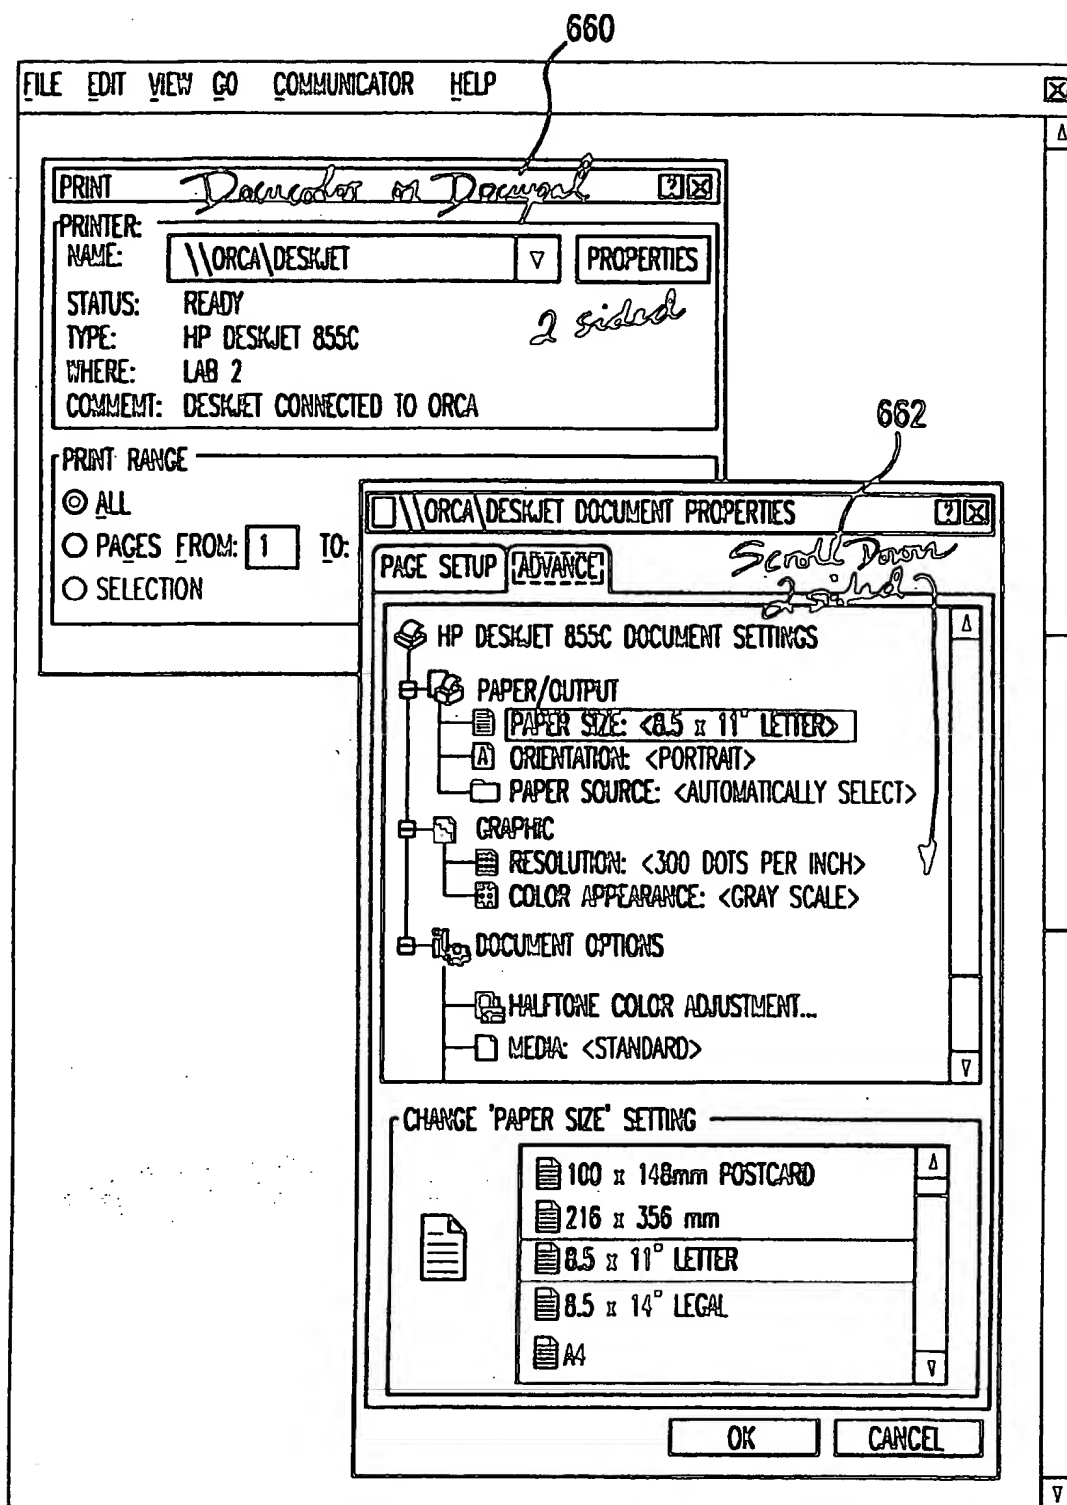 660
FILE EDIT VIEW GO COMMUNICATOR HELP
PRINT Docucolor or
PRINTER:
NAME: \\ORCA\DESKJET PROPERTIES
STATUS: READY
2 sided
TYPE: HP DESKJET 855C
WHERE: LAB 2
COMMEMT: DESKJET CONNECTED TO ORCA
662
PRINT RANGE
ALL
PAGES FROM: 1 TO:
SELECTION
\\ORCA\DESKJET DOCUMENT PROPERTIES
Scroll Down
PAGE SETUP ADVANCE
2 sided
HP DESKJET 855C DOCUMENT SETTINGS
PAPER/OUTPUT
PAPER SIZE: <8.5 x 11" LETTER>
ORIENTATION: <PORTRAIT>
PAPER SOURCE: <AUTOMATICALLY SELECT>
GRAPHIC
RESOLUTION: <300 DOTS PER INCH>
COLOR APPEARANCE: <GRAY SCALE>
DOCUMENT OPTIONS
HALFTONE COLOR ADJUSTMENT...
MEDIA: <STANDARD>
CHANGE 'PAPER SIZE' SETTING
100 x 148mm POSTCARD
216 x 356 mm
8.5 x 11" LETTER
8.5 x 14" LEGAL
A4
OK CANCEL